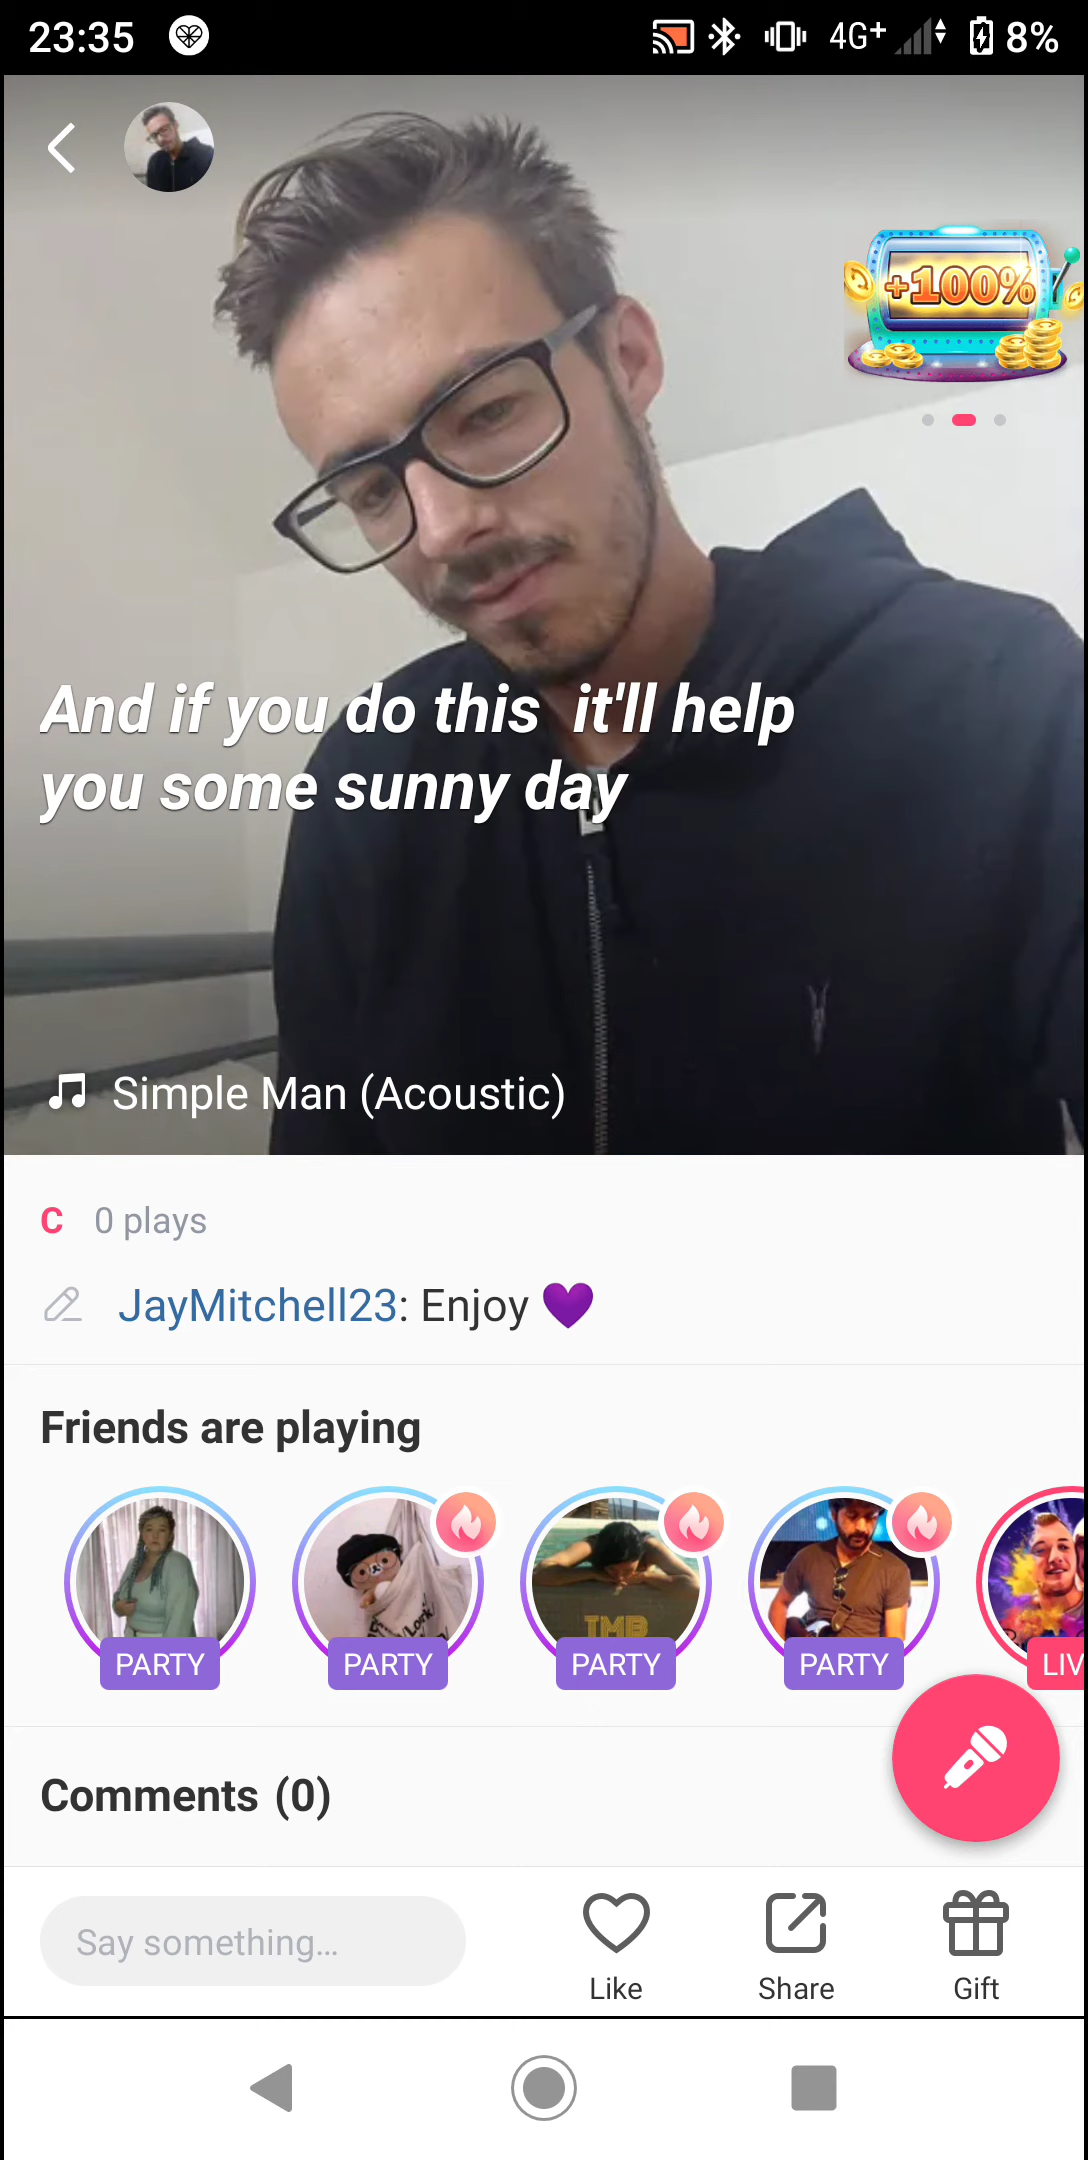 23:35
4G+
8%
+100%
And if you do this  it'll help
you some sunny day
Simple Man (Acoustic)
C 0 plays
JayMitchell23: Enjoy 💜
Friends are playing
TMB
PARTY PARTY PARTY PARTY LIV
Comments (0)
Say something...
Like Share Gift